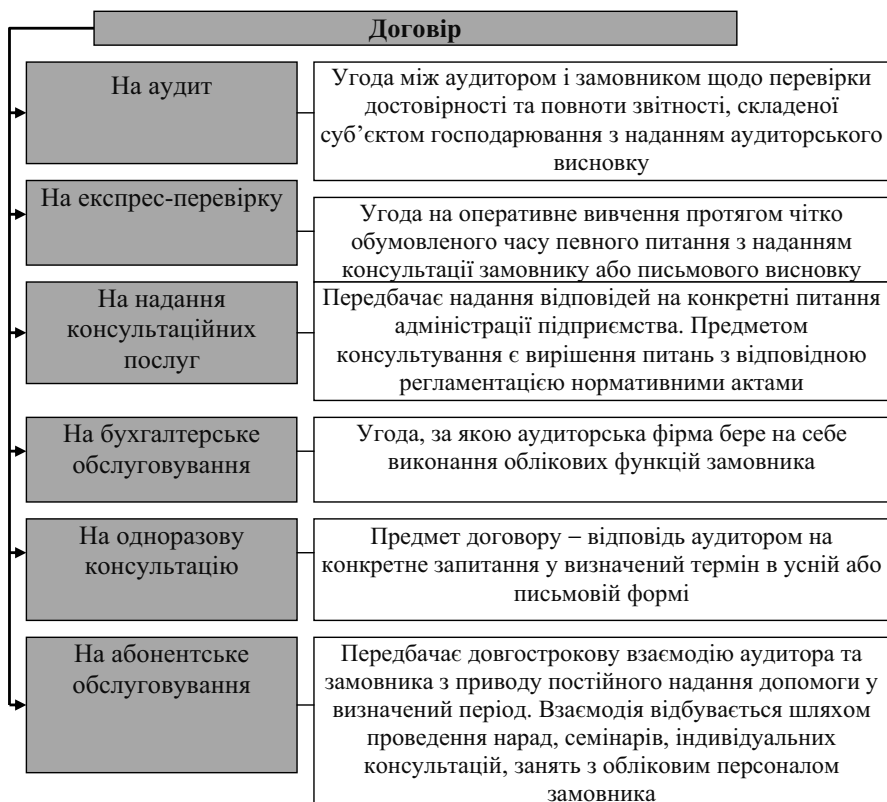 Договір
На аудит
Угода між аудитором і замовником щодо перевірки
достовірності та повноти звітності, складеної
суб’єктом господарювання з наданням аудиторського
висновку
На експрес-перевірку
Угода на оперативне вивчення протягом чітко
обумовленого часу певного питання з наданням
консультації замовнику або письмового висновку
На надання
консультаційних
послуг
Передбачає надання відповідей на конкретні питання
адміністрації підприємства. Предметом
консультування є вирішення питань з відповідною
регламентацією нормативними актами
На бухгалтерське
обслуговування
Угода, за якою аудиторська фірма бере на себе
виконання облікових функцій замовника
На одноразову
консультацію
Предмет договору – відповідь аудитором на
конкретне запитання у визначений термін в усній або
письмовій формі
На абонентське
обслуговування
Передбачає довгострокову взаємодію аудитора та
замовника з приводу постійного надання допомоги у
визначений період. Взаємодія відбувається шляхом
проведення нарад, семінарів, індивідуальних
консультацій, занять з обліковим персоналом
замовника